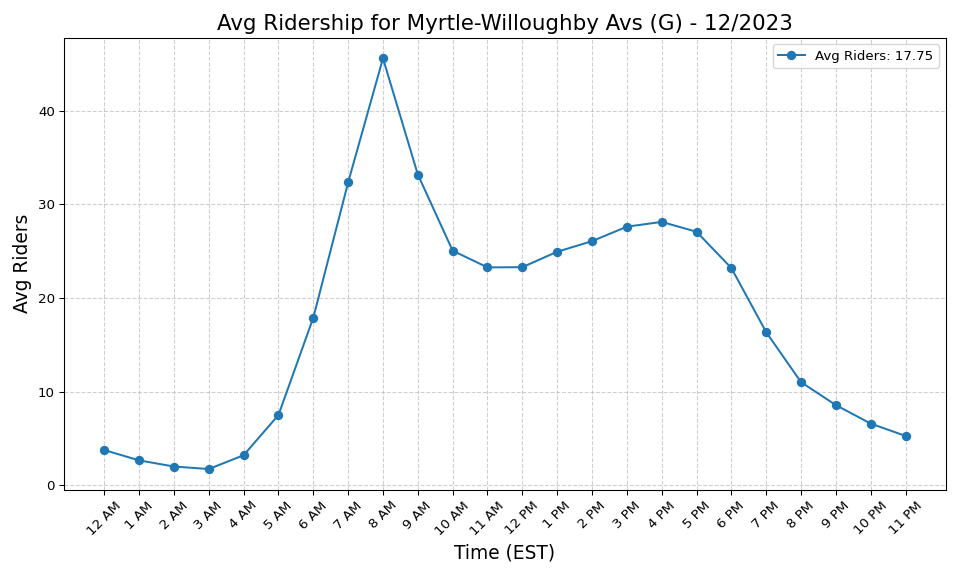 Avg Ridership for Myrtle-Willoughby Avs (G) - 12/2023
Avg Riders: 17.75
Avg Riders
40
30
20
10
0
12 AM
1 AM
2 AM
3 AM
4 AM
5 AM
6 AM
7 AM
8 AM
9 AM
10 AM
11 AM
12 PM
1 PM
2 PM
3 PM
4 PM
5 PM
6 PM
7 PM
8 PM
9 PM
10 PM
11 PM
Time (EST)